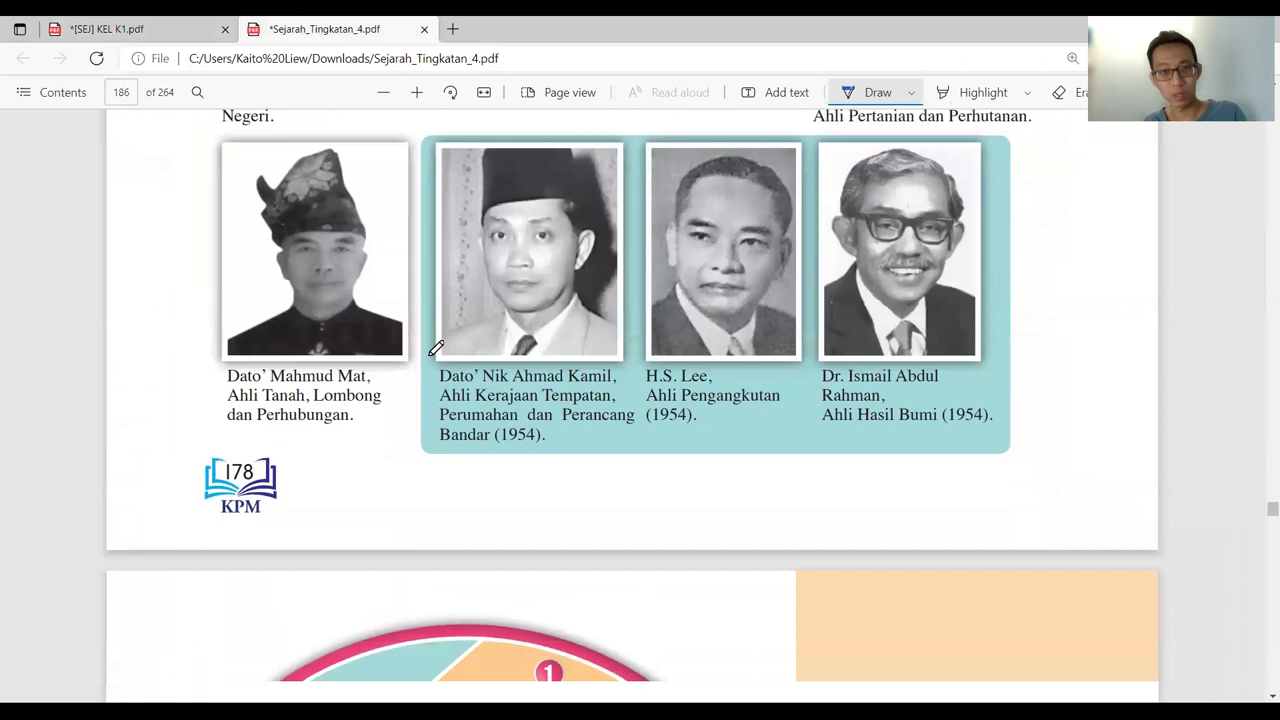 *[SEJ] KEL K1.pdf
*Sejarah_Tingkatan_4.pdf
File
C:/Users/Kaito%20Liew/Downloads/Sejarah_Tingkatan_4.pdf
Contents
186
of 264
Page view
Read aloud
Add text
Draw
Highlight
Era
Negeri.
Ahli Pertanian dan Perhutanan.
Dato’ Mahmud Mat,
Ahli Tanah, Lombong
dan Perhubungan.
Dato’ Nik Ahmad Kamil,
Ahli Kerajaan Tempatan,
Perumahan dan Perancang
Bandar (1954).
H.S. Lee,
Ahli Pengangkutan
(1954).
Dr. Ismail Abdul
Rahman,
Ahli Hasil Bumi (1954).
178
KPM
1